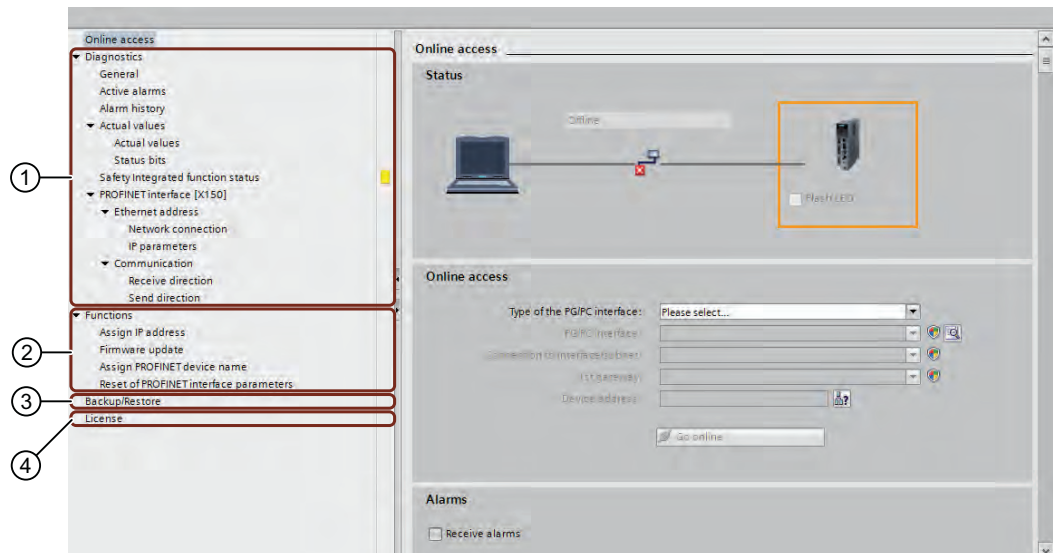 Online access
Diagnostics
General
Active alarms
Alarm history
Actual values
Actual values
Status bits
Safety Integrated function status
PROFINET interface [X150]
Ethernet address
Network connection
IP parameters
Communication
Receive direction
Send direction
Functions
Assign IP address
Firmware update
Assign PROFINET device name
Reset of PROFINET interface parameters
Backup/Restore
License
1
2
3
4
Online access
Status
Offline
Flash LED
Online access
Type of the PG/PC interface: Please select...
PG/PC interface:
Connection to interface/subnet:
1st gateway:
Device address:
Go online
Alarms
Receive alarms